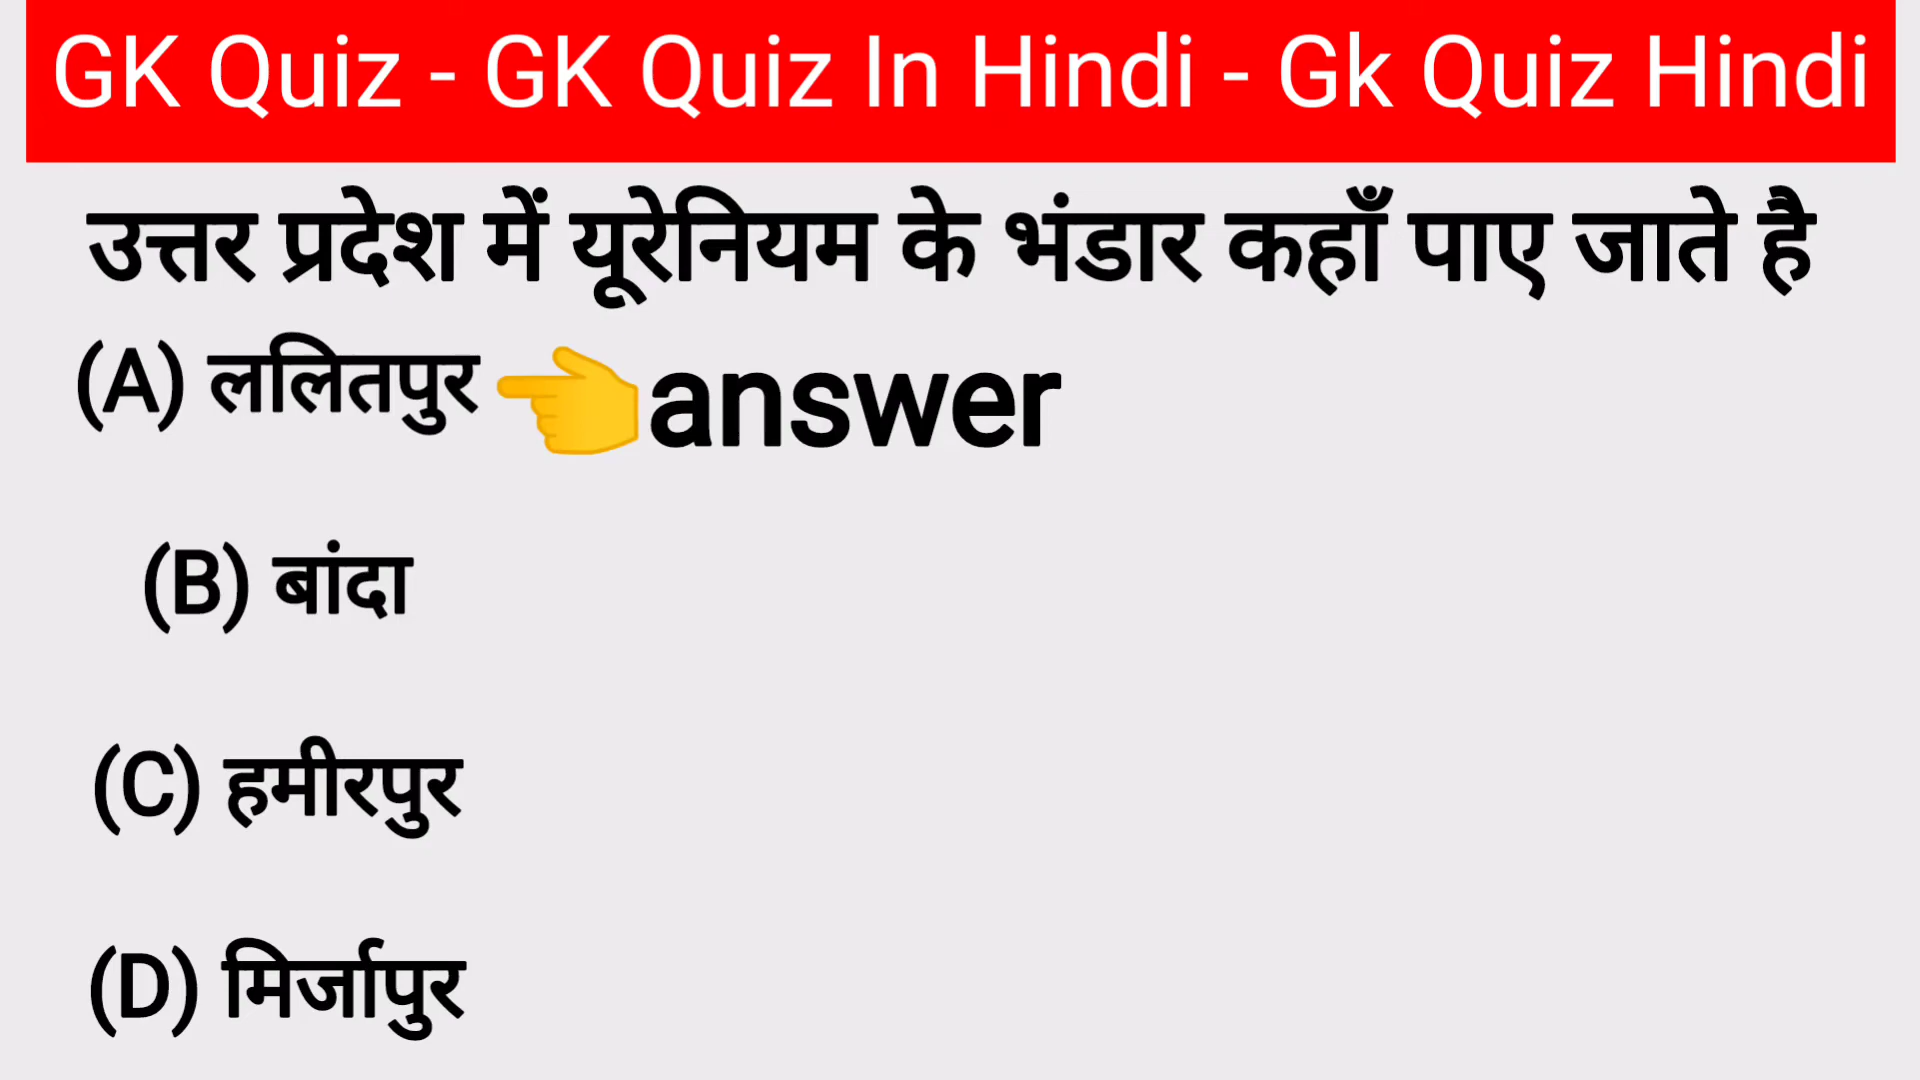 GK Quiz - GK Quiz In Hindi - Gk Quiz Hindi
उत्तर प्रदेश में यूरेनियम के भंडार कहाँ पाए जाते है
(A) ललितपुर 👈answer
(B) बांदा
(C) हमीरपुर
(D) मिर्जापुर